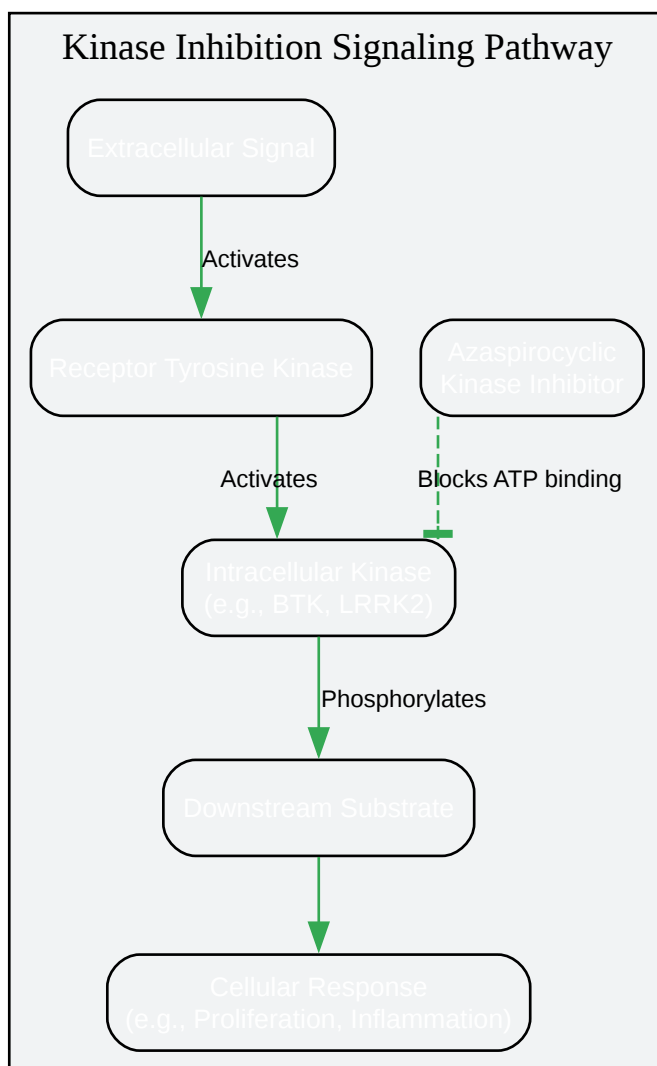 Kinase Inhibition Signaling Pathway
Extracellular Signal
Activates
Receptor Tyrosine Kinase
Azaspirocyclic
Kinase Inhibitor
Activates
Blocks ATP binding
Intracellular Kinase
(e.g., BTK, LRRK2)
Phosphorylates
Downstream Substrate
Cellular Response
(e.g., Proliferation, Inflammation)